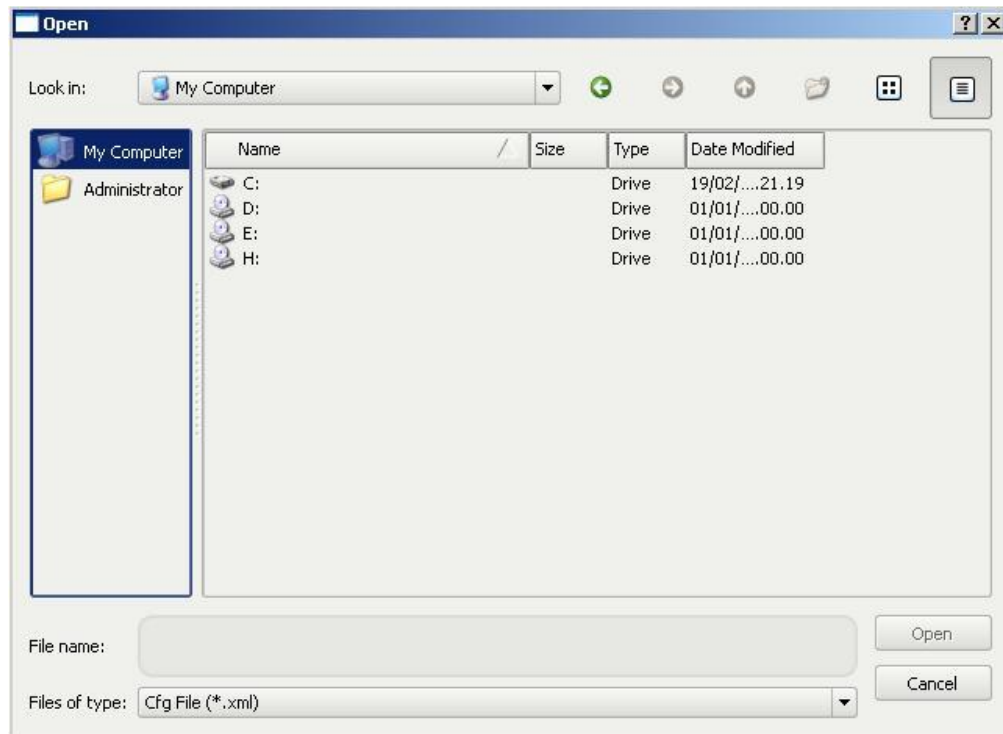 Open
Look in: My Computer
My Computer
Administrator
Name Size Type Date Modified
C: Drive 19/02/....21.19
D: Drive 01/01/....00.00
E: Drive 01/01/....00.00
H: Drive 01/01/....00.00
File name:
Open
Files of type: Cfg File (*.xml)
Cancel